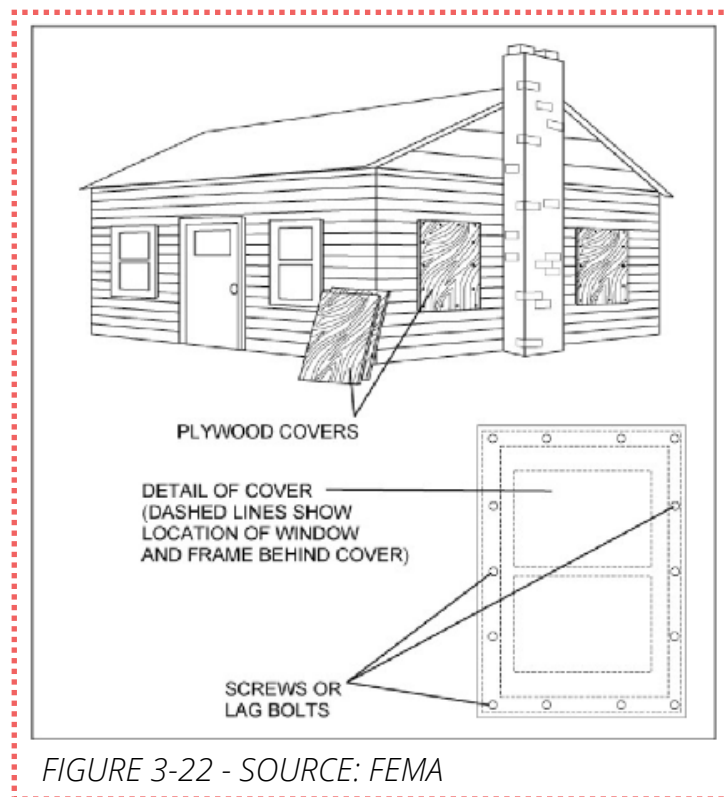 PLYWOOD COVERS
DETAIL OF COVER
(DASHED LINES SHOW
LOCATION OF WINDOW
AND FRAME BEHIND COVER)
SCREWS OR
LAG BOLTS
FIGURE 3-22 - SOURCE: FEMA